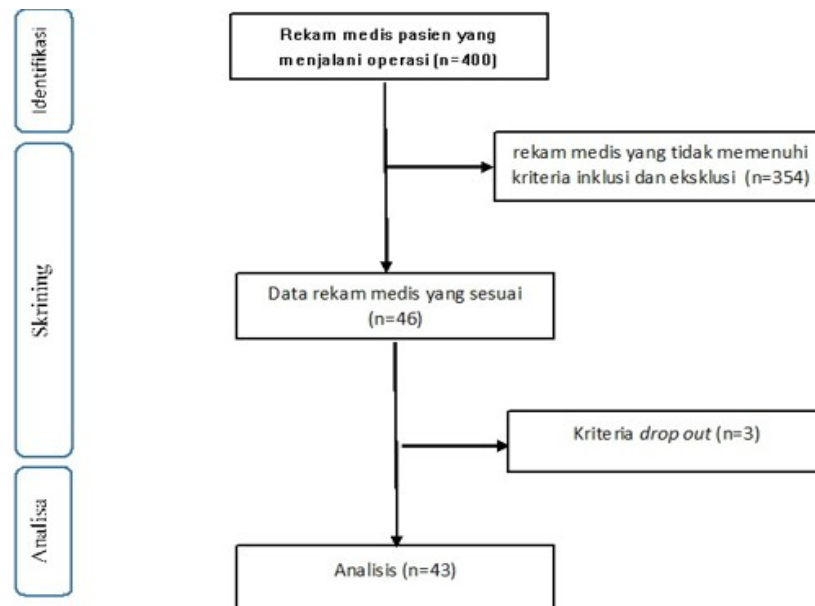 Identifikasi
Rekam medis pasien yang
menjalani operasi (n=400)
rekam medis yang tidak memenuhi
kriteria inklusi dan eksklusi (n=354)
Skrining
Data rekam medis yang sesuai
(n=46)
Kriteria drop out (n=3)
Analisa
Analisis (n=43)